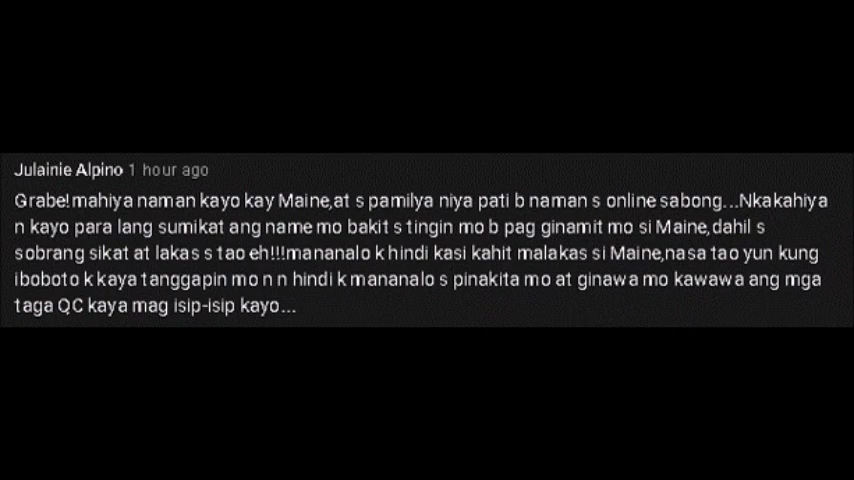 Julainie Alpino 1 hour ago
Grabe!mahiya naman kayo kay Maine,at s pamilya niya pati b naman s online sabong...Nkakahiya
n kayo para lang sumikat ang name mo bakit s tingin mo b pag ginamit mo si Maine,dahil s
sobrang sikat at lakas s tao eh!!!mananalo k hindi kasi kahit malakas si Maine,nasa tao yun kung
iboboto k kaya tanggapin mo n n hindi k mananalo s pinakita mo at ginawa mo kawawa ang mga
taga QC kaya mag isip-isip kayo...